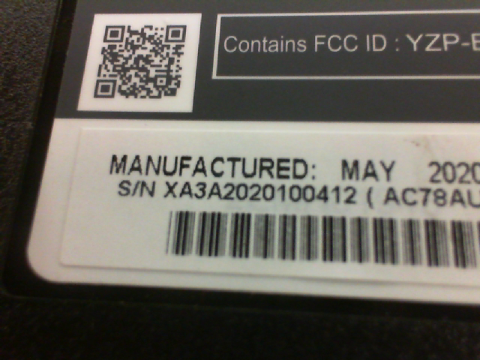 Contains FCC ID : YZP-
MANUFACTURED: MAY 2020
S/N XA3A2020100412 ( AC78AU